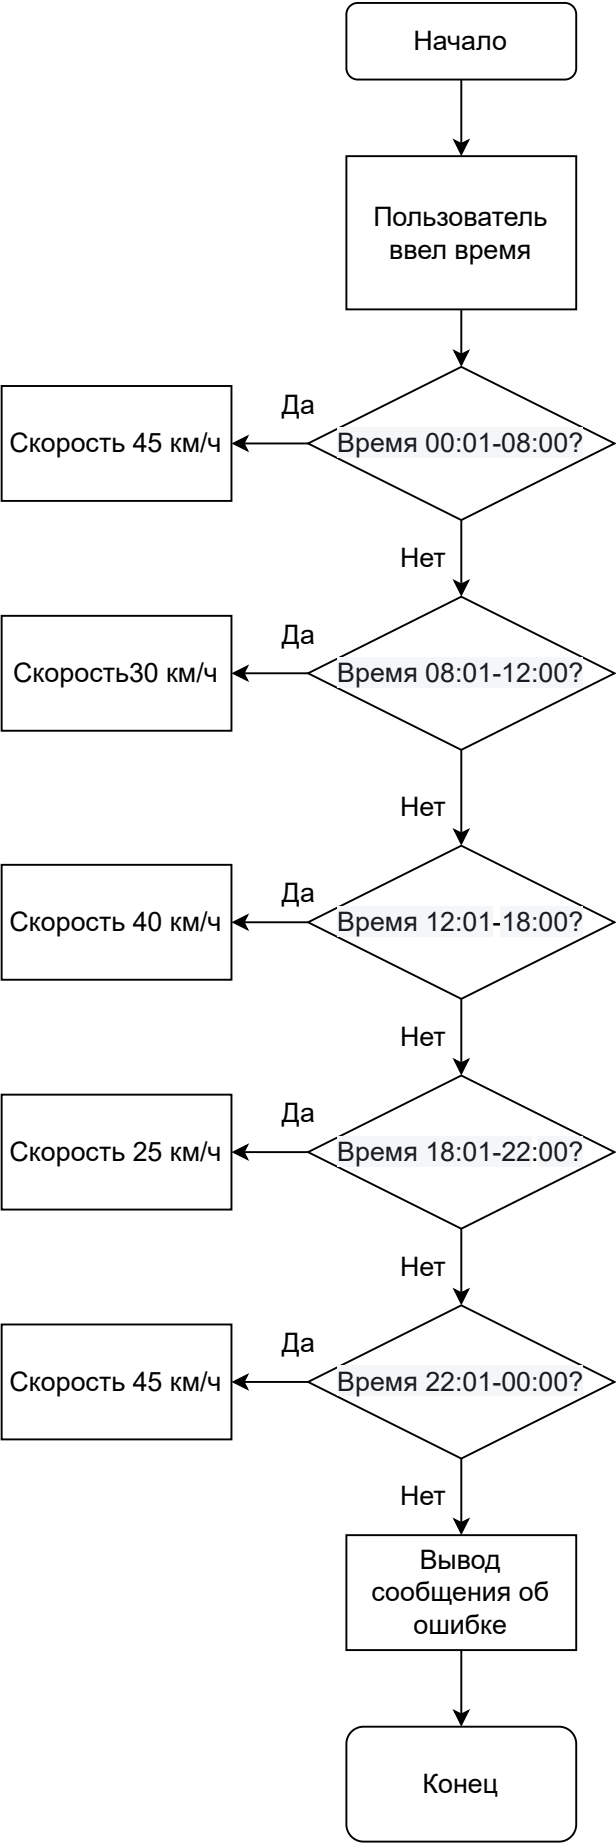 Начало
Пользователь
ввел время
Да
Скорость 45 км/ч
Время 00:01-08:00?
Нет
Да
Скорость30 км/ч
Время 08:01-12:00?
Нет
Да
Скорость 40 км/ч
Время 12:01-18:00?
Нет
Да
Скорость 25 км/ч
Время 18:01-22:00?
Нет
Да
Скорость 45 км/ч
Время 22:01-00:00?
Нет
Вывод
сообщения об
ошибке
Конец